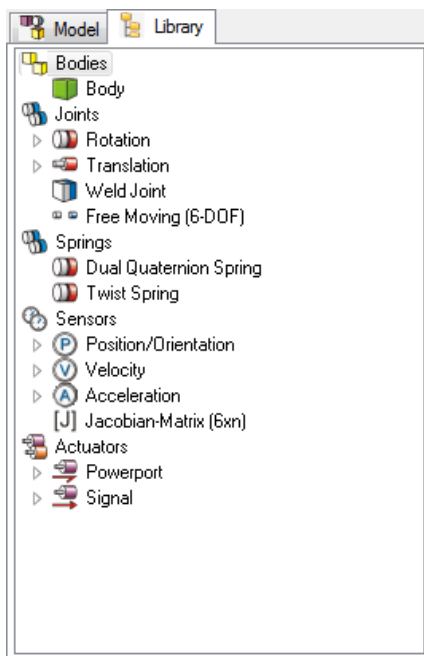 Model Library
Bodies
Body
Joints
Rotation
Translation
Weld Joint
Free Moving (6-DOF)
Springs
Dual Quaternion Spring
Twist Spring
Sensors
P Position/Orientation
V Velocity
A Acceleration
[J] Jacobian-Matrix (6xn)
Actuators
Powerport
Signal